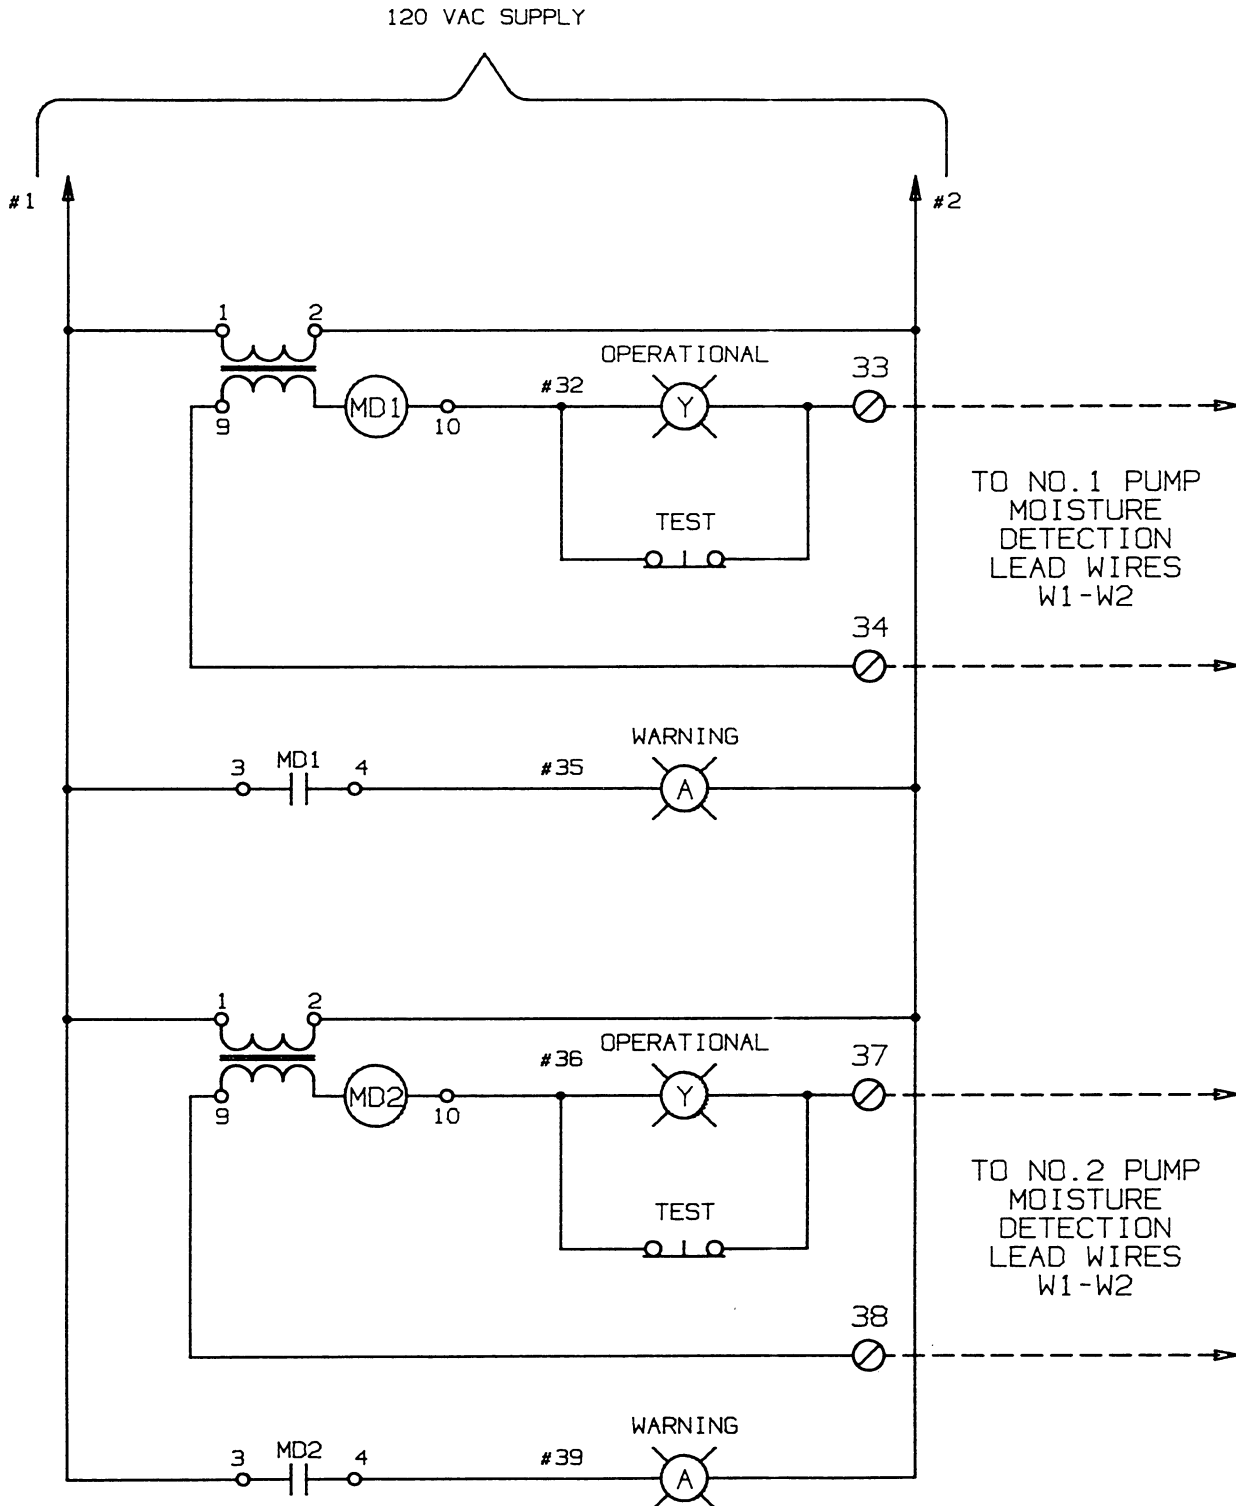 120 VAC SUPPLY
#1
#2
1
2
OPERATIONAL
33
#32
MD1
Y
9
10
TO NO.1 PUMP
MOISTURE
DETECTION
LEAD WIRES
W1-W2
TEST
34
WARNING
3
MD1
4
#35
A
1
2
OPERATIONAL
37
#36
MD2
Y
9
10
TO NO.2 PUMP
MOISTURE
DETECTION
LEAD WIRES
W1-W2
TEST
38
WARNING
3
MD2
4
#39
A